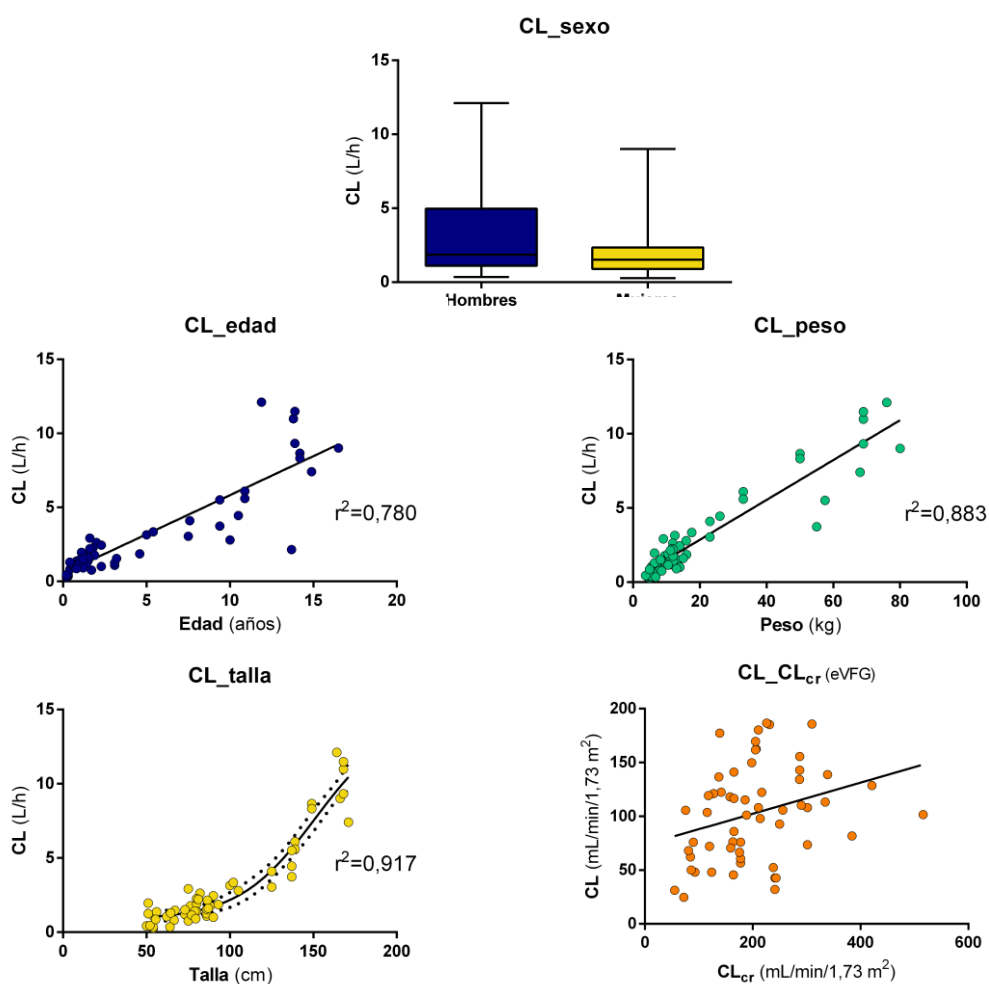 CL_sexo
CL (L/h)
15
10
5
0
Hombres
CL_edad
CL (L/h)
15
10
5
0
r²=0,780
0 5 10 15 20
Edad (años)
CL_peso
CL (L/h)
15
10
5
0
r²=0,883
0 20 40 60 80 100
Peso (kg)
CL_talla
CL (L/h)
15
10
5
0
r²=0,917
0 50 100 150 200
Talla (cm)
CL_CLcr (eVFG)
CL (mL/min/1,73 m²)
200
150
100
50
0
0 200 400 600
CLcr (mL/min/1,73 m²)